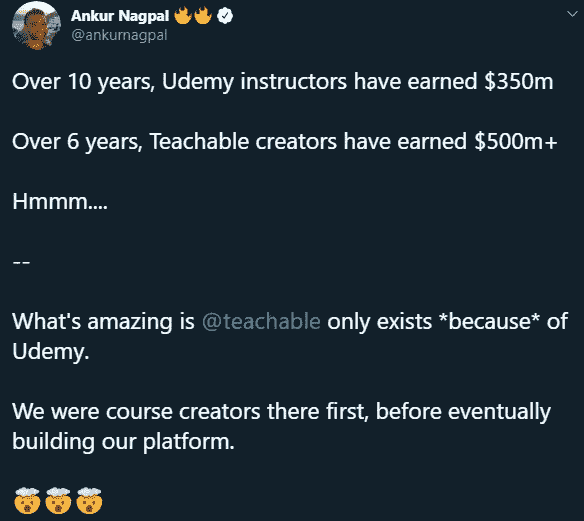 Ankur Nagpal 🔥🔥
@ankurnagpal
Over 10 years, Udemy instructors have earned $350m
Over 6 years, Teachable creators have earned $500m+
Hmmm....
--
What's amazing is @teachable only exists *because* of
Udemy.
We were course creators there first, before eventually
building our platform.
🤯🤯🤯